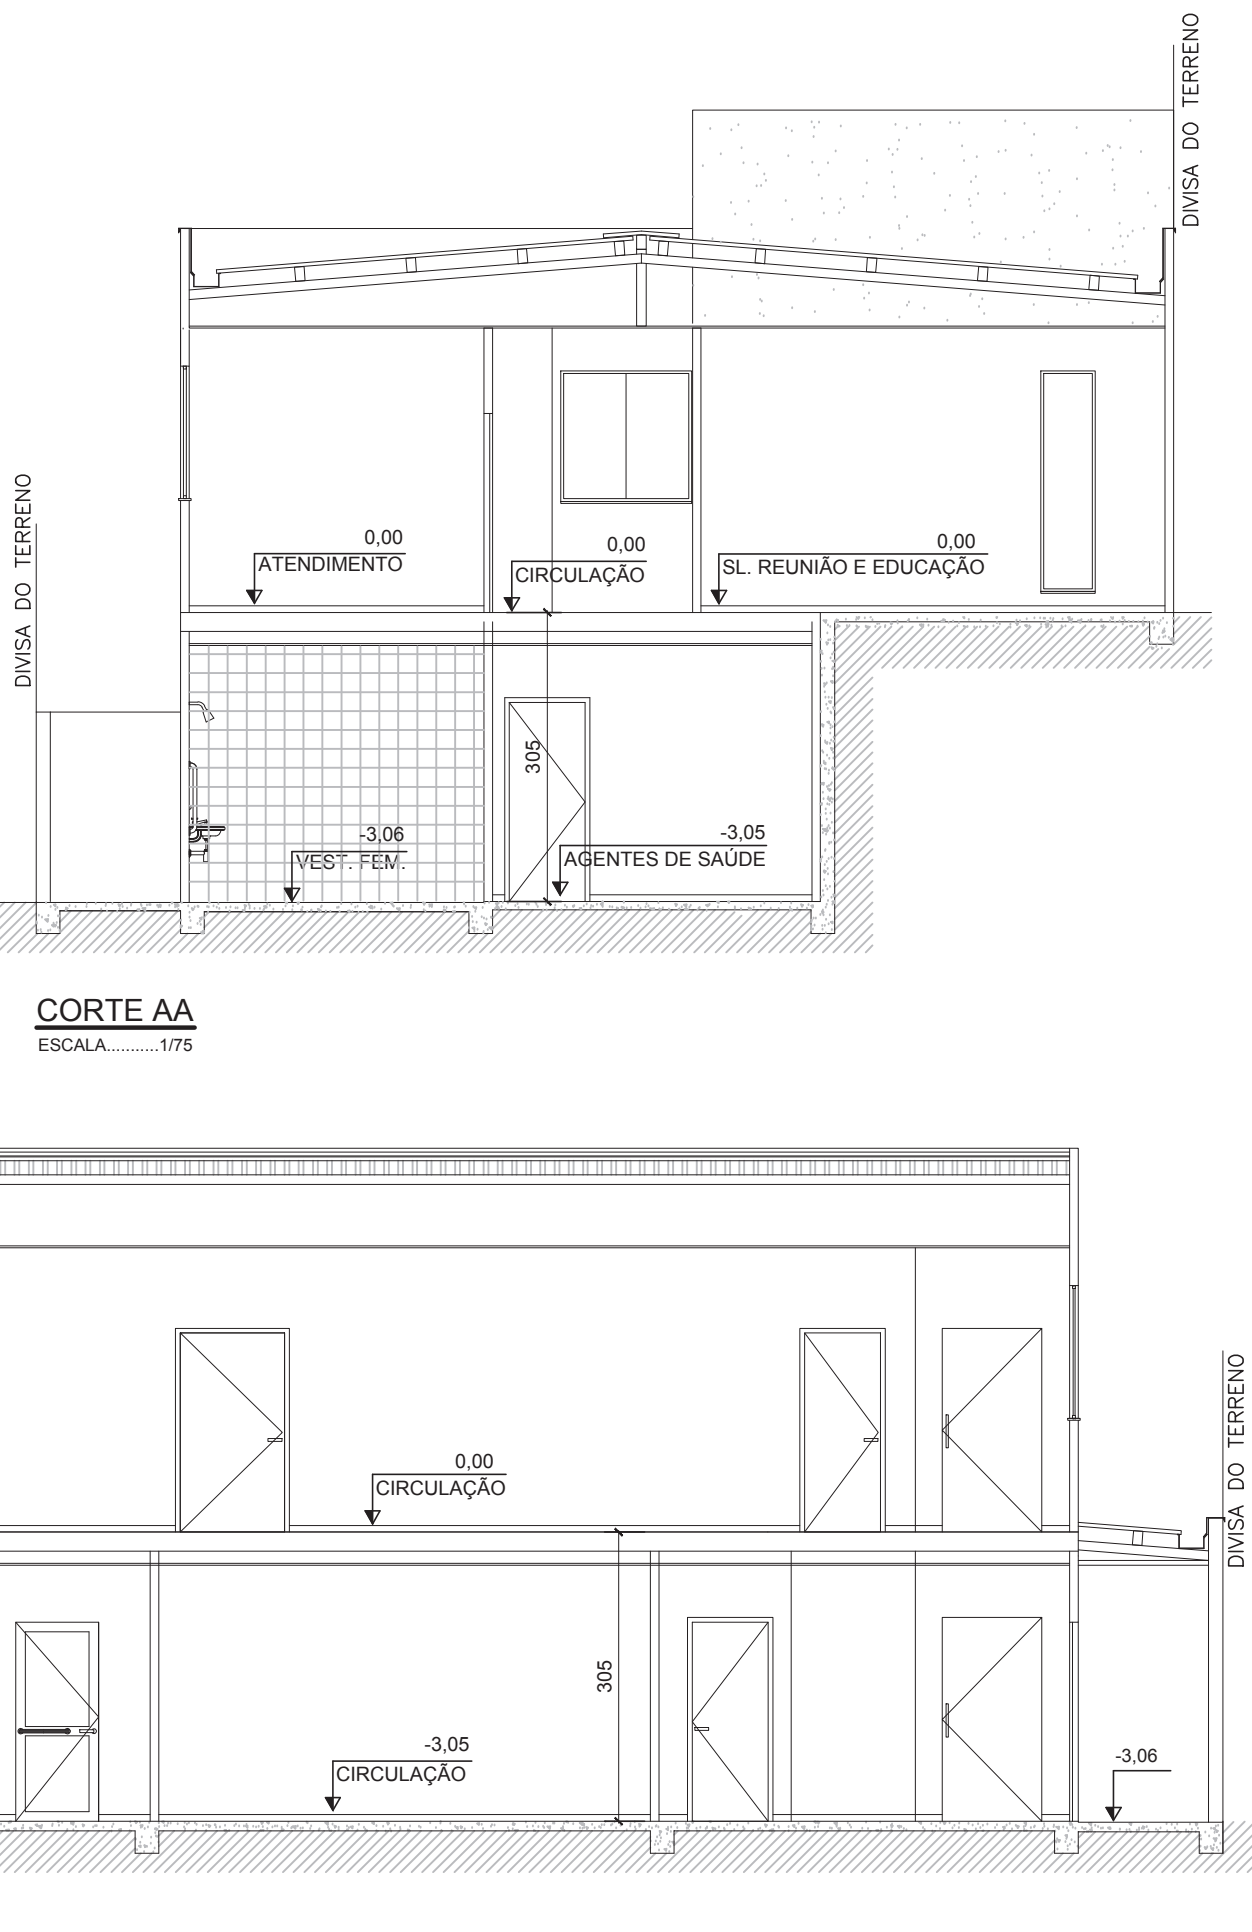 DIVISA DO TERRENO
DIVISA DO TERRENO
0,00
ATENDIMENTO
0,00
CIRCULAÇÃO
0,00
SL. REUNIÃO E EDUCAÇÃO
305
-3,06
VEST. FEM.
-3,05
AGENTES DE SAÚDE
CORTE AA
ESCALA...........1/75
DIVISA DO TERRENO
0,00
CIRCULAÇÃO
305
-3,05
CIRCULAÇÃO
-3,06